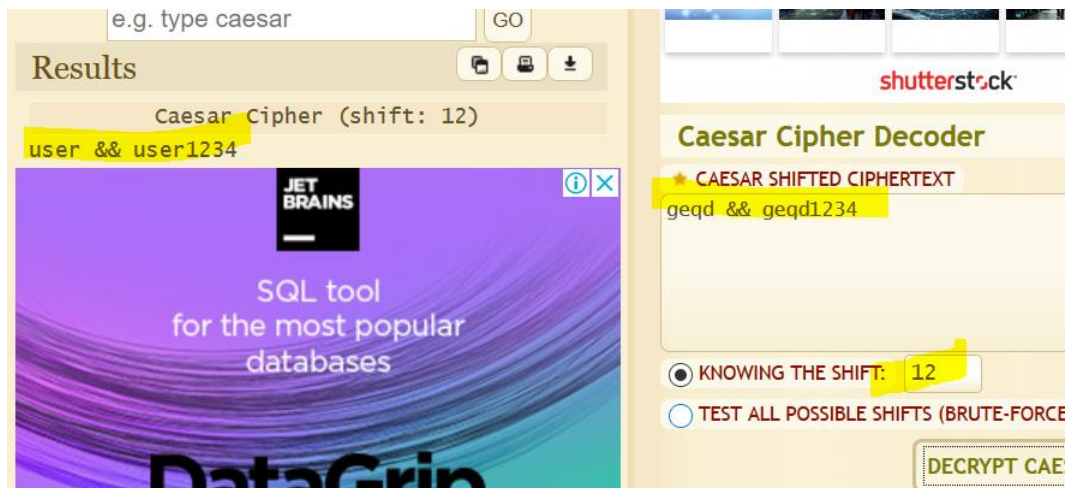 e.g. type caesar
GO
Results
Caesar Cipher (shift: 12)
user && user1234
JET
BRAINS
SQL tool
for the most popular
databases
DataGrip
shutterstock
Caesar Cipher Decoder
CAESAR SHIFTED CIPHERTEXT
geqd && geqd1234
KNOWING THE SHIFT: 12
TEST ALL POSSIBLE SHIFTS (BRUTE-FORCE
DECRYPT CAES